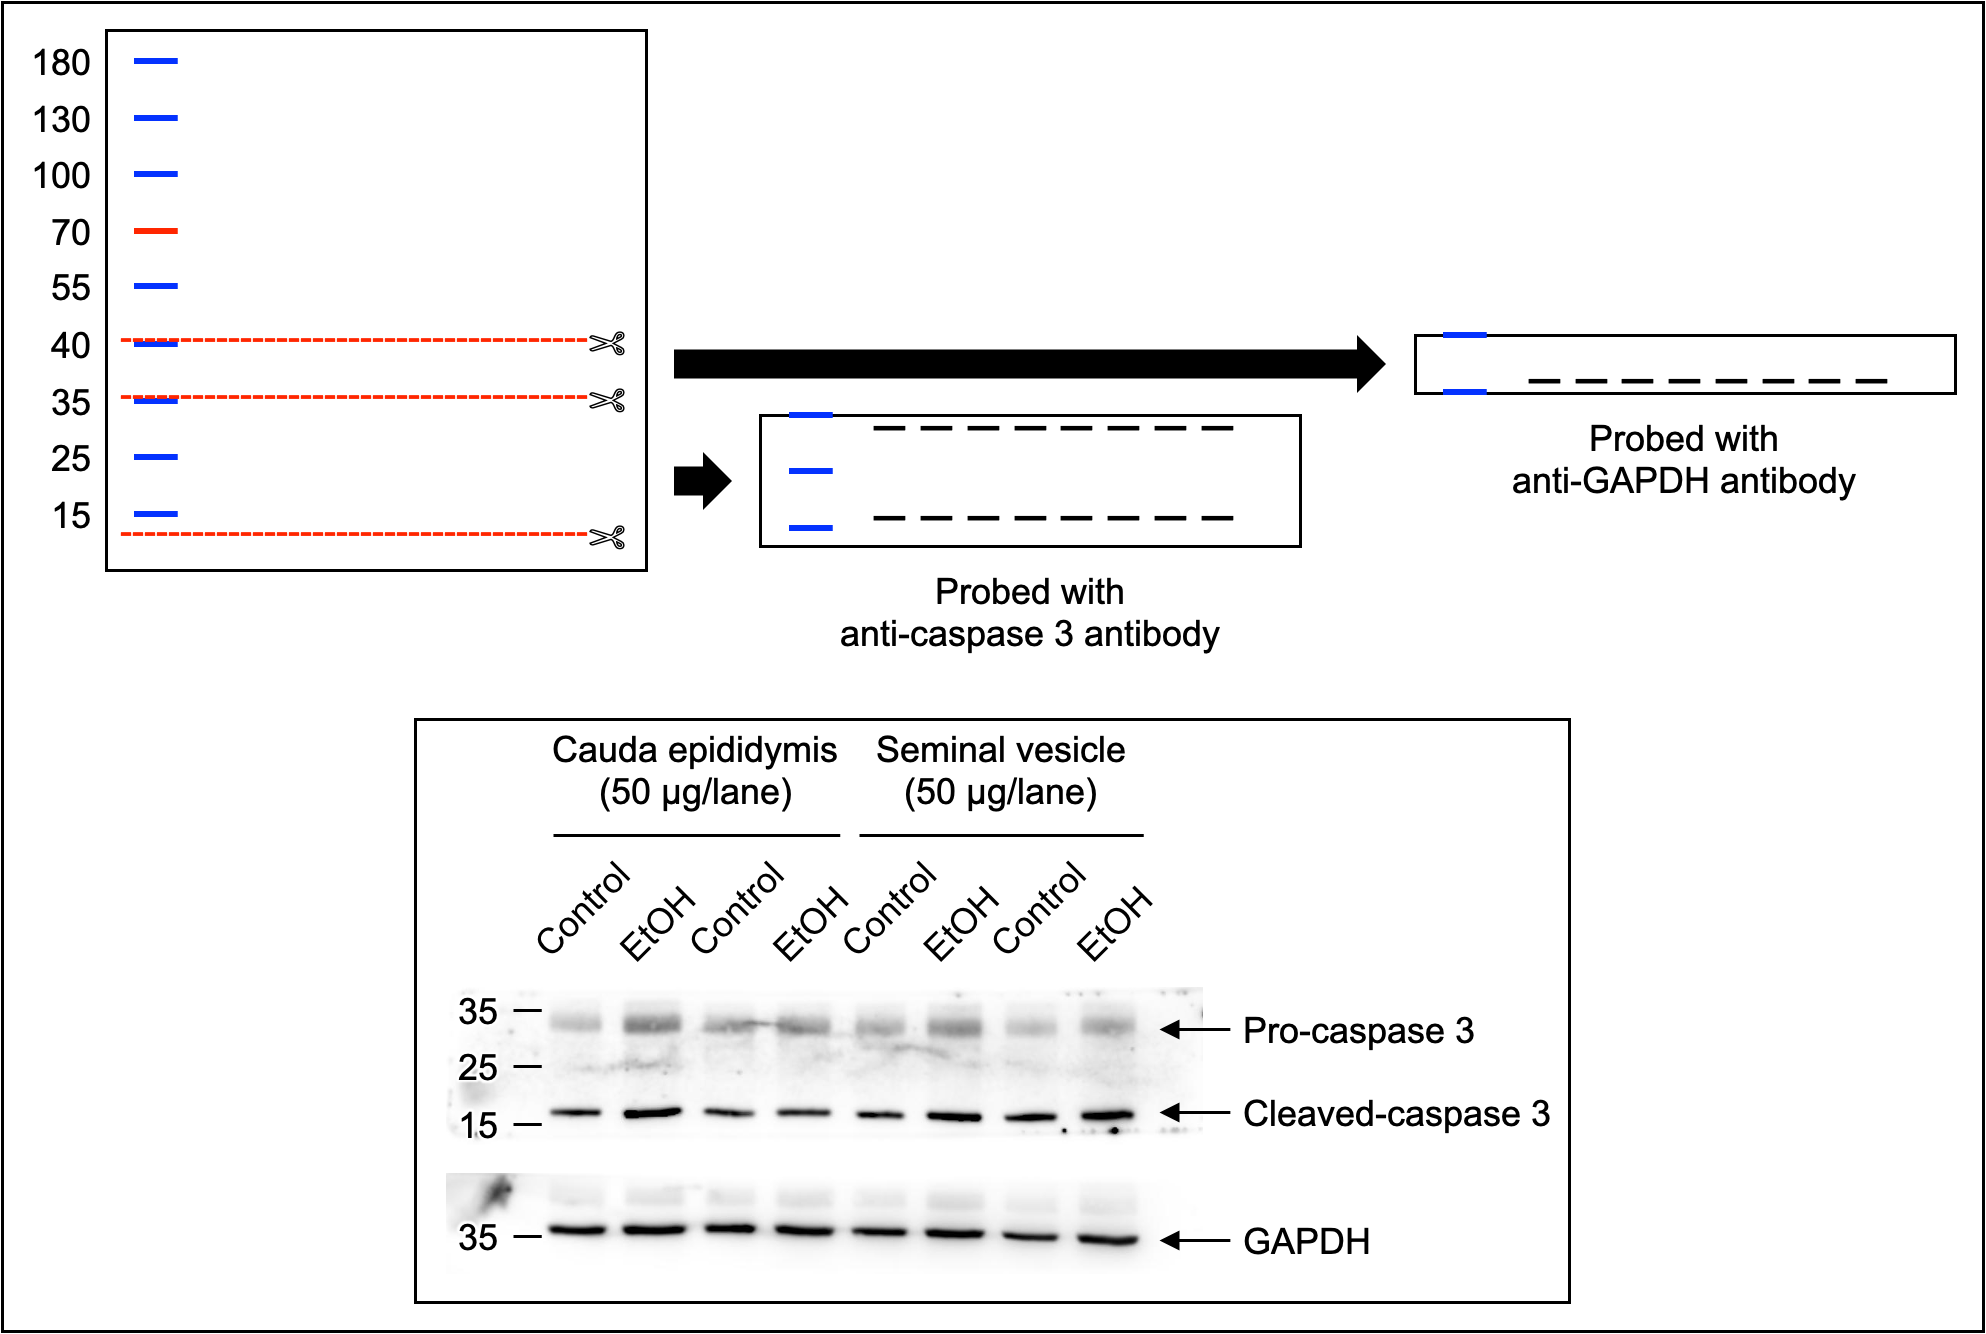 180
130
100
70
55
40
35
25
15
Probed with
anti-GAPDH antibody
Probed with
anti-caspase 3 antibody
Cauda epididymis
(50 µg/lane)
Seminal vesicle
(50 µg/lane)
Control
EtOH
Control
EtOH
Control
EtOH
Control
EtOH
35
Pro-caspase 3
25
Cleaved-caspase 3
15
35
GAPDH